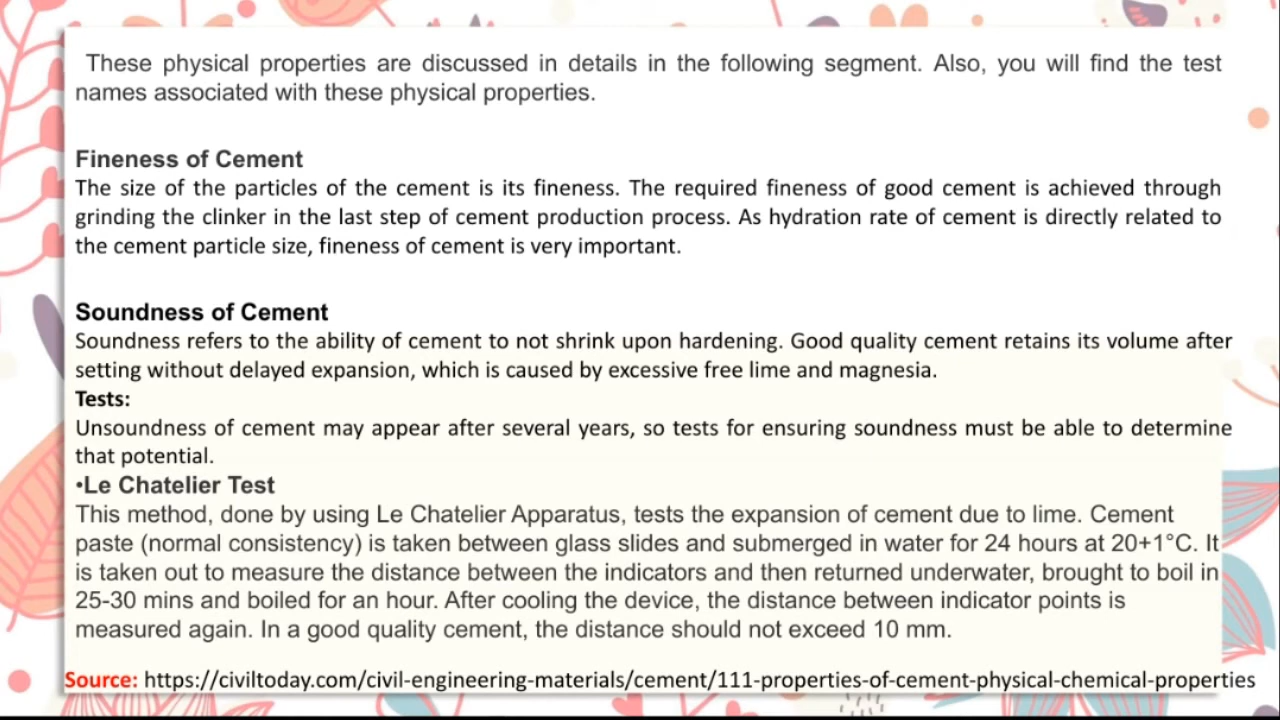 These physical properties are discussed in details in the following segment. Also, you will find the test
names associated with these physical properties.
Fineness of Cement
The size of the particles of the cement is its fineness. The required fineness of good cement is achieved through
grinding the clinker in the last step of cement production process. As hydration rate of cement is directly related to
the cement particle size, fineness of cement is very important.
Soundness of Cement
Soundness refers to the ability of cement to not shrink upon hardening. Good quality cement retains its volume after
setting without delayed expansion, which is caused by excessive free lime and magnesia.
Tests:
Unsoundness of cement may appear after several years, so tests for ensuring soundness must be able to determine
that potential.
•Le Chatelier Test
This method, done by using Le Chatelier Apparatus, tests the expansion of cement due to lime. Cement
paste (normal consistency) is taken between glass slides and submerged in water for 24 hours at 20+1°C. It
is taken out to measure the distance between the indicators and then returned underwater, brought to boil in
25-30 mins and boiled for an hour. After cooling the device, the distance between indicator points is
measured again. In a good quality cement, the distance should not exceed 10 mm.
Source: https://civiltoday.com/civil-engineering-materials/cement/111-properties-of-cement-physical-chemical-properties